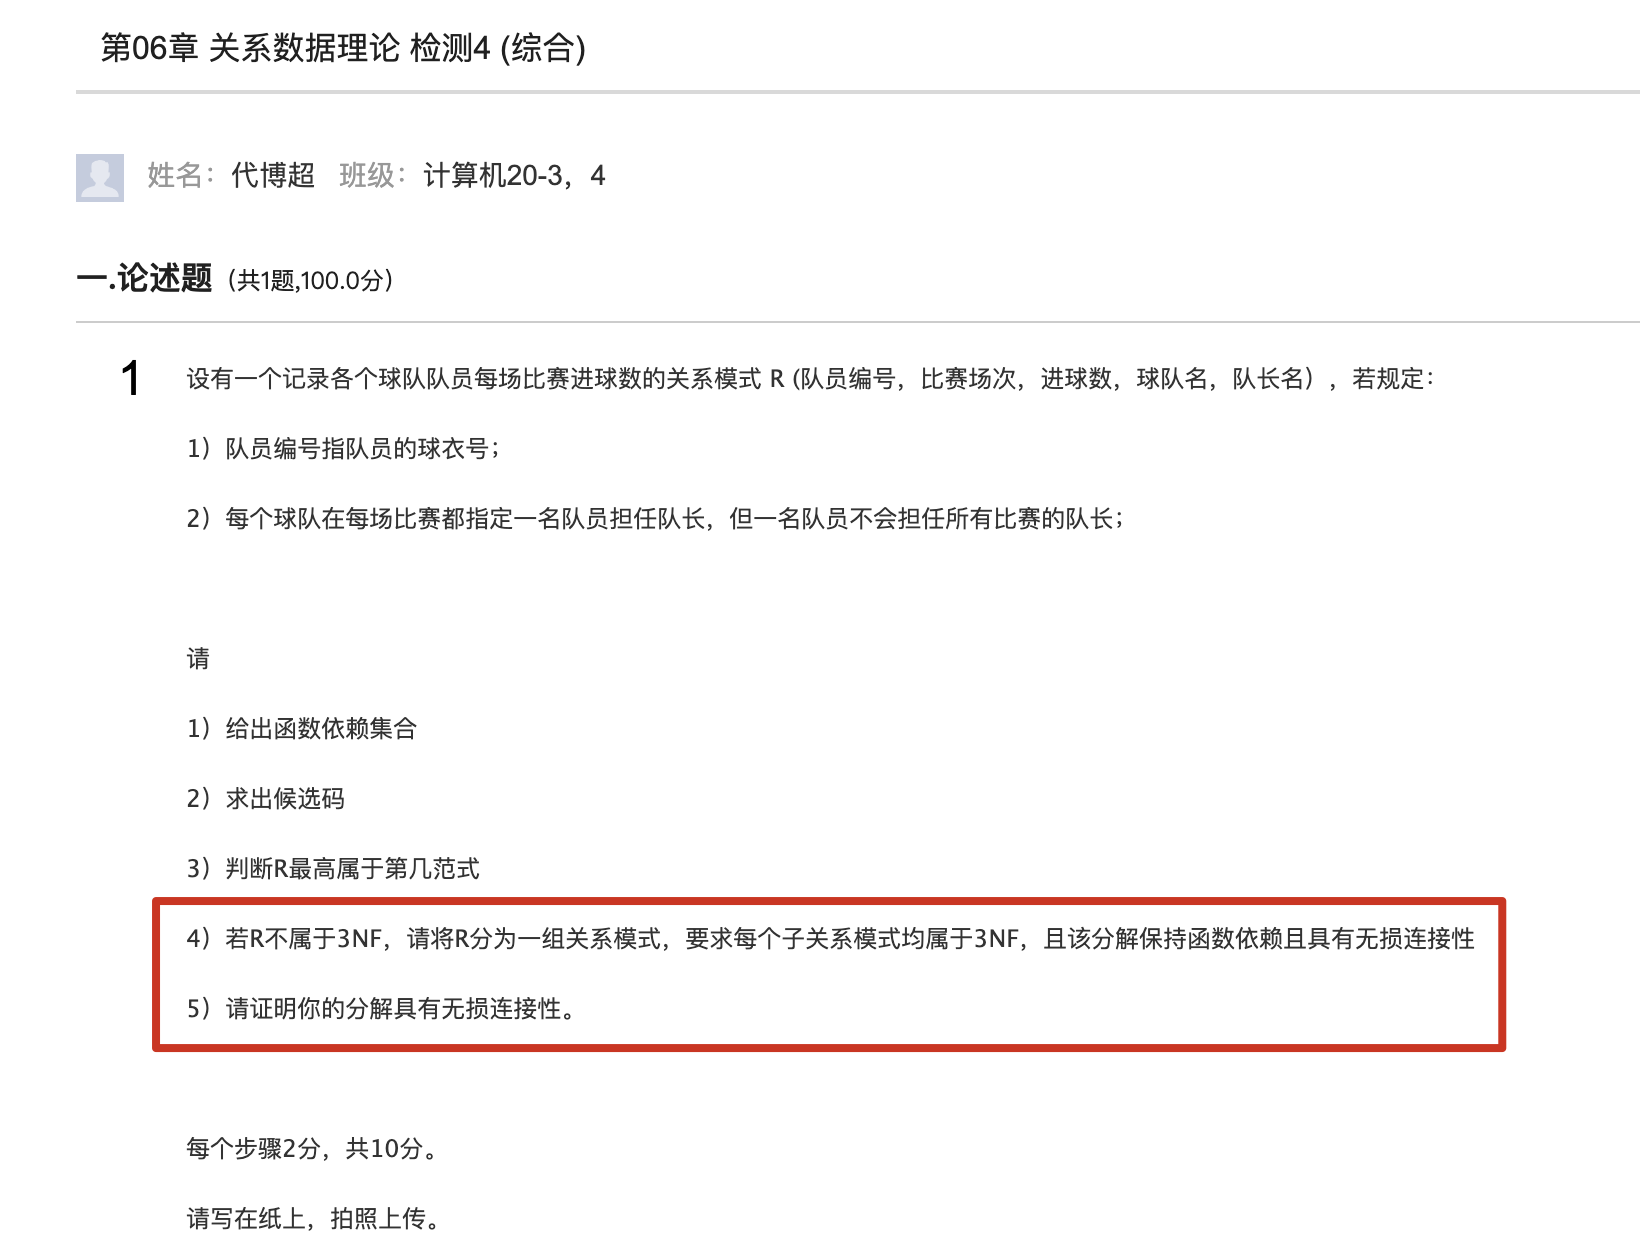 第06章 关系数据理论 检测4 (综合)
姓名：代博超 班级：计算机20-3，4
一.论述题（共1题,100.0分）
1 设有一个记录各个球队队员每场比赛进球数的关系模式 R (队员编号，比赛场次，进球数，球队名，队长名），若规定：
1）队员编号指队员的球衣号；
2）每个球队在每场比赛都指定一名队员担任队长，但一名队员不会担任所有比赛的队长；
请
1）给出函数依赖集合
2）求出候选码
3）判断R最高属于第几范式
4）若R不属于3NF，请将R分为一组关系模式，要求每个子关系模式均属于3NF，且该分解保持函数依赖且具有无损连接性
5）请证明你的分解具有无损连接性。
每个步骤2分，共10分。
请写在纸上，拍照上传。